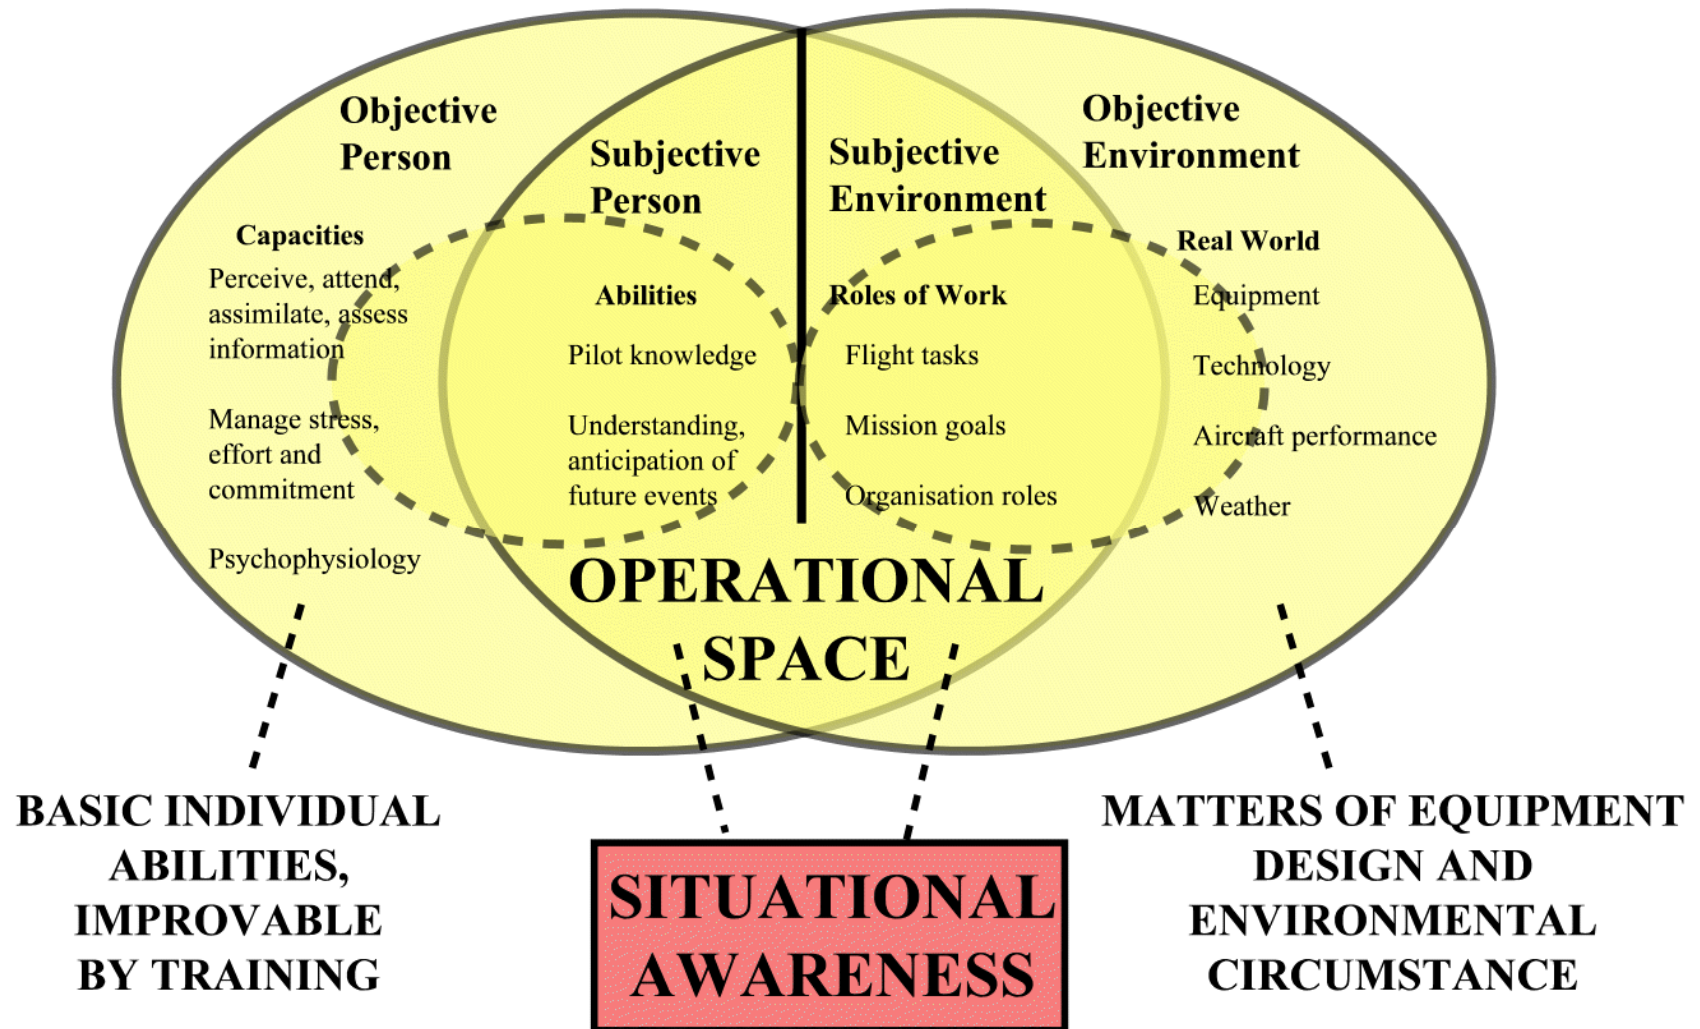 Objective
Person
Capacities
Perceive, attend,
assimilate, assess
information
Manage stress,
effort and
commitment
Psychophysiology
Subjective
Person
Abilities
Pilot knowledge
Understanding,
anticipation of
future events
Subjective
Environment
Roles of Work
Flight tasks
Mission goals
Organisation roles
Objective
Environment
Real World
Equipment
Technology
Aircraft performance
Weather
OPERATIONAL
SPACE
BASIC INDIVIDUAL
ABILITIES,
IMPROVABLE
BY TRAINING
SITUATIONAL
AWARENESS
MATTERS OF EQUIPMENT
DESIGN AND
ENVIRONMENTAL
CIRCUMSTANCE